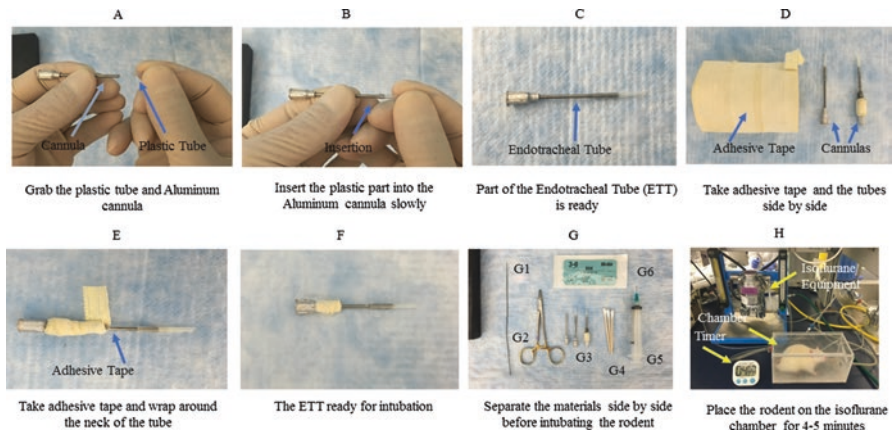 A
B
C
D
Cannula
Plastic Tube
Insertion
Endotracheal Tube
Adhesive Tape
Cannulas
Grab the plastic tube and Aluminum
cannula
Insert the plastic part into the
Aluminum cannula slowly
Part of the Endotracheal Tube (ETT)
is ready
Take adhesive tape and the tubes
side by side
E
F
G
H
Adhesive Tape
G1
G2
G3
G4
G5
G6
3-0
Isoflurane
Equipment
Chamber
Timer
Take adhesive tape and wrap around
the neck of the tube
The ETT ready for intubation
Separate the materials side by side
before intubating the rodent
Place the rodent on the isoflurane
chamber for 4-5 minutes